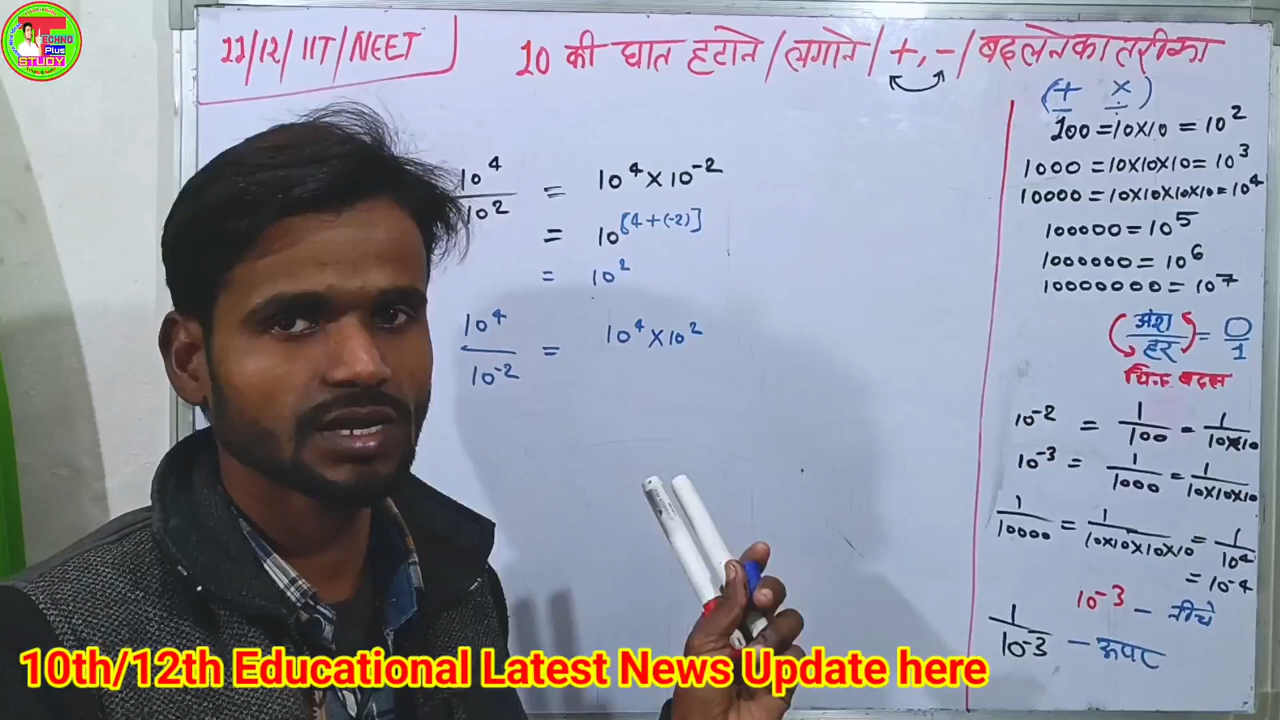 TECHNO
Plus
STUDY
11/12/IIT/NEET
10 की घात हटाने/लगाने/+,-/बदलने का तरीका
(+ - × ÷)
100 = 10×10 = 10²
1000 = 10×10×10 = 10³
10000 = 10×10×10×10 = 10⁴
100000 = 10⁵
1000000 = 10⁶
10000000 = 10⁷
अंश/हर = 0/1
चिन्ह बदल
10⁻² = 1/100 = 1/10×10
10⁻³ = 1/1000 = 1/10×10×10
1/10000 = 1/10×10×10×10 = 1/10⁴
= 10⁻⁴
10⁻³ - नीचे
1/10⁻³ - ऊपर
10⁴/10² = 10⁴×10⁻²
= 10[4+(-2)]
= 10²
10⁴/10⁻² = 10⁴×10²
10th/12th Educational Latest News Update here